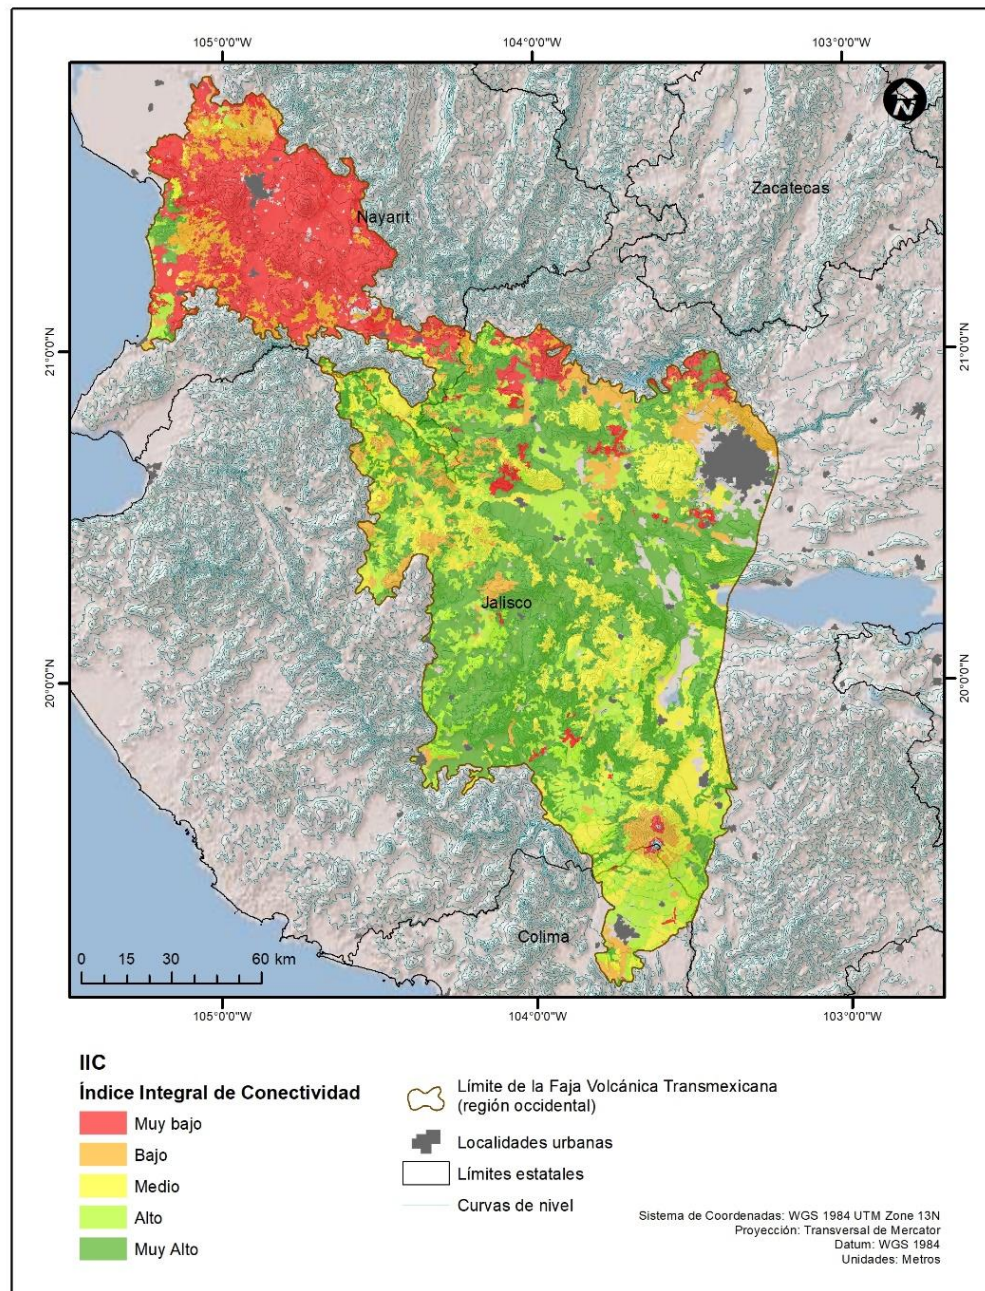 105°0'0"W 104°0'0"W 103°0'0"W
N
Zacatecas
Nayarit
21°0'0"N 21°0'0"N
Jalisco
20°0'0"N 20°0'0"N
Colima
0 15 30 60 km
105°0'0"W 104°0'0"W 103°0'0"W
IIC
Índice Integral de Conectividad
Muy bajo
Bajo
Medio
Alto
Muy Alto
Límite de la Faja Volcánica Transmexicana
(región occidental)
Localidades urbanas
Límites estatales
Curvas de nivel
Sistema de Coordenadas: WGS 1984 UTM Zone 13N
Proyección: Transversal de Mercator
Datum: WGS 1984
Unidades: Metros